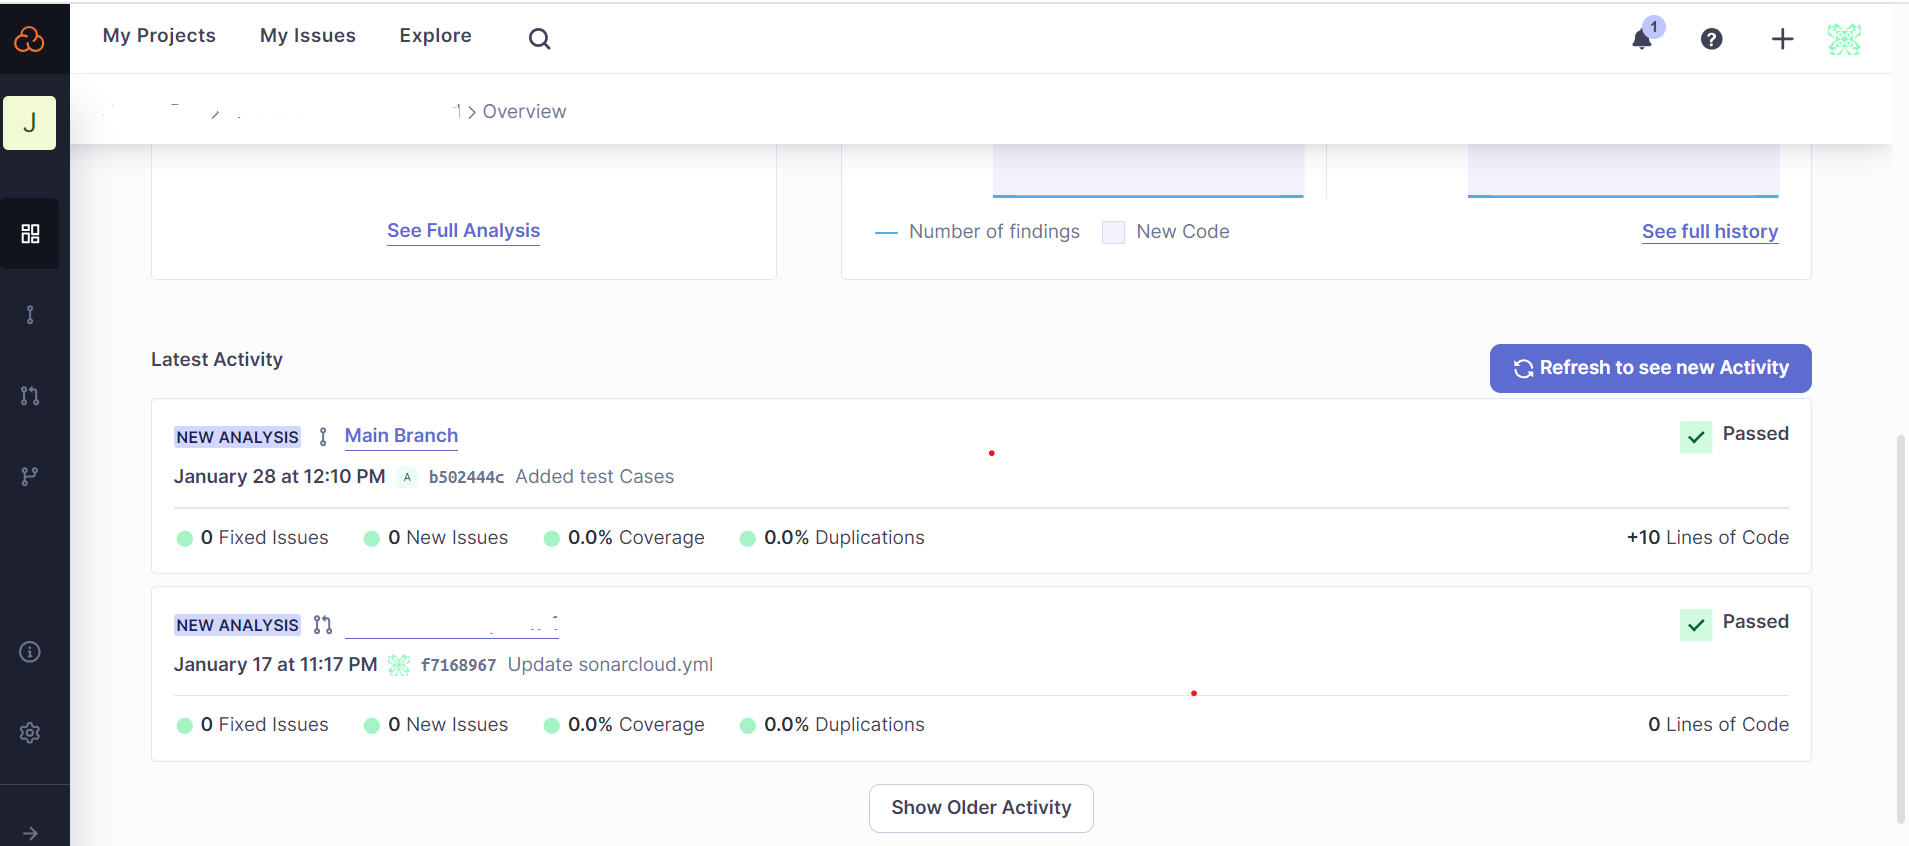 My Projects My Issues Explore
1
J
> Overview
See Full Analysis
Number of findings New Code See full history
Latest Activity
Refresh to see new Activity
NEW ANALYSIS Main Branch Passed
January 28 at 12:10 PM A b502444c Added test Cases
0 Fixed Issues 0 New Issues 0.0% Coverage 0.0% Duplications +10 Lines of Code
NEW ANALYSIS Passed
January 17 at 11:17 PM f7168967 Update sonarcloud.yml
0 Fixed Issues 0 New Issues 0.0% Coverage 0.0% Duplications 0 Lines of Code
Show Older Activity